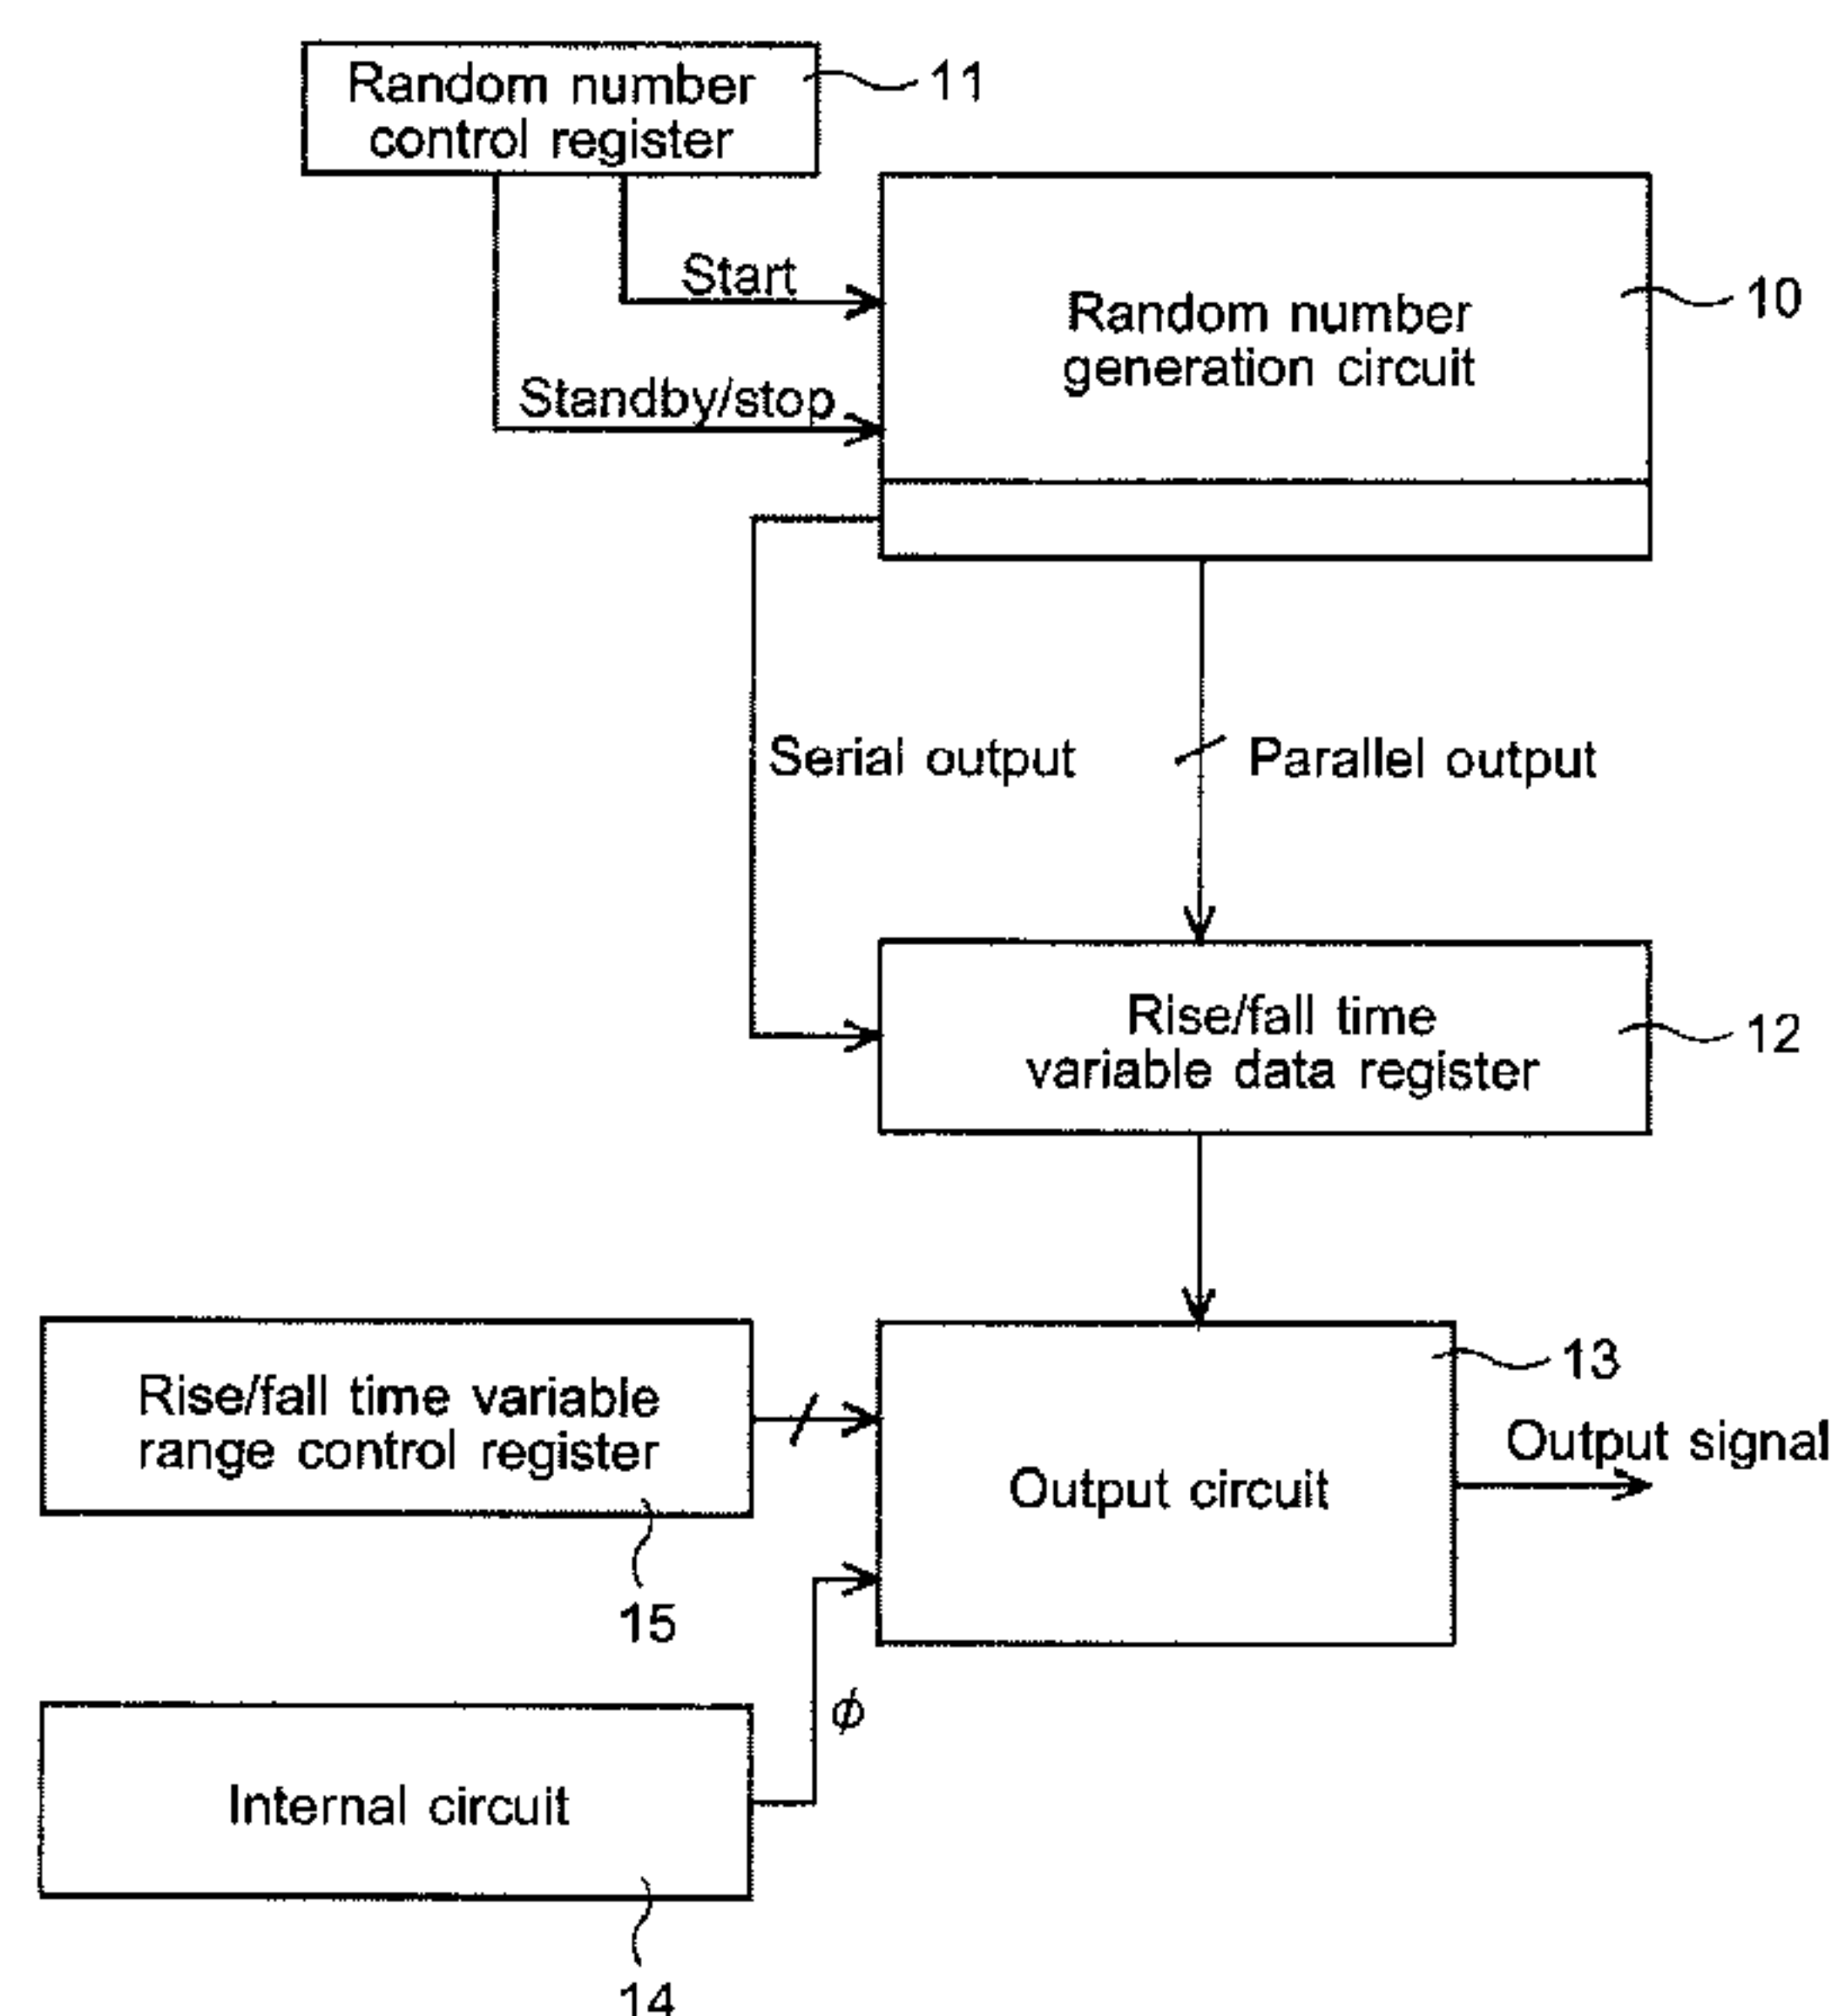 Random number
control register
11
Start
Standby/stop
Random number
generation circuit
10
Serial output
Parallel output
Rise/fall time
variable data register
12
Rise/fall time variable
range control register
15
13
Output circuit
Output signal
ϕ
Internal circuit
14